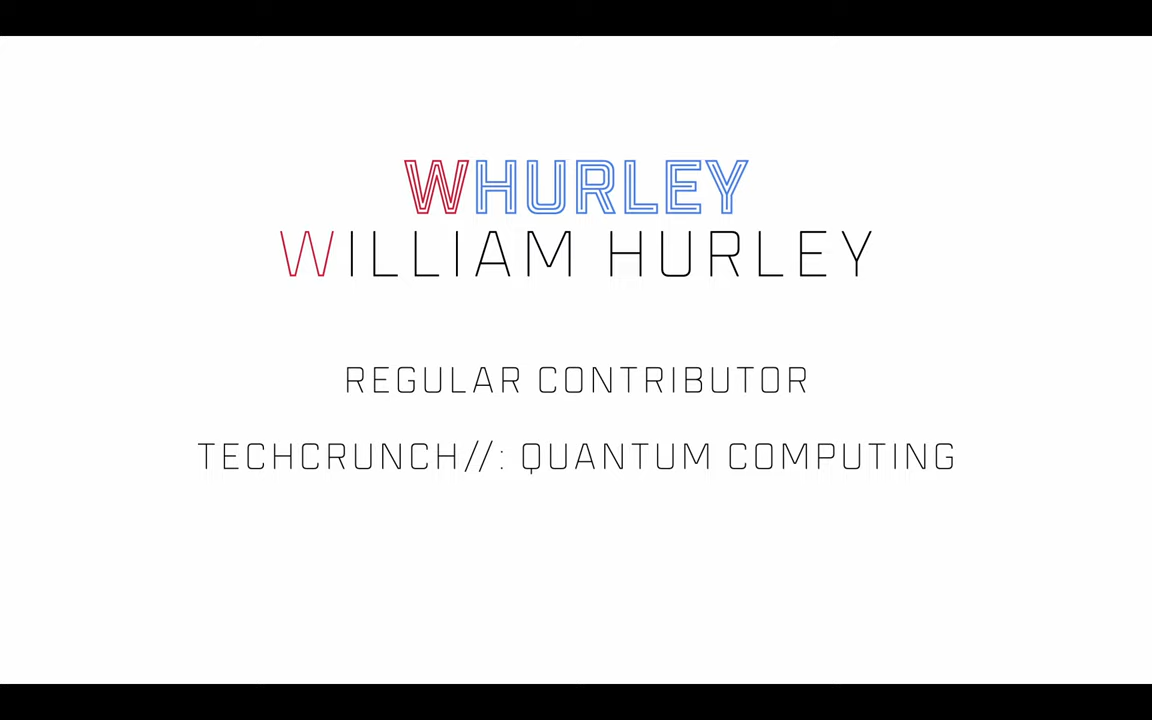 WHURLEY
WILLIAM HURLEY
REGULAR CONTRIBUTOR
TECHCRUNCH//: QUANTUM COMPUTING